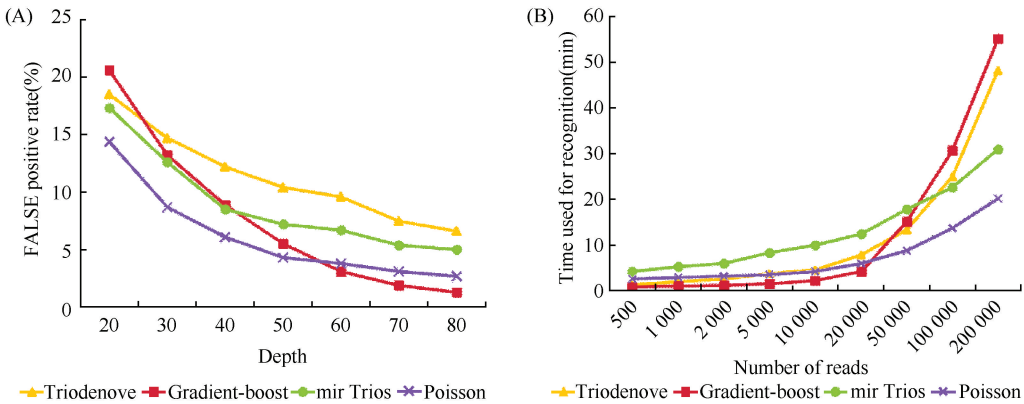 (A)
25
20
15
10
5
0
FALSE positive rate(%)
20 30 40 50 60 70 80
Depth
Triodenove Gradient-boost mir Trios Poisson
(B)
60
50
40
30
20
10
0
Time used for recognition(min)
500 1 000 2 000 5 000 10 000 20 000 50 000 100 000 200 000
Number of reads
Triodenove Gradient-boost mir Trios Poisson